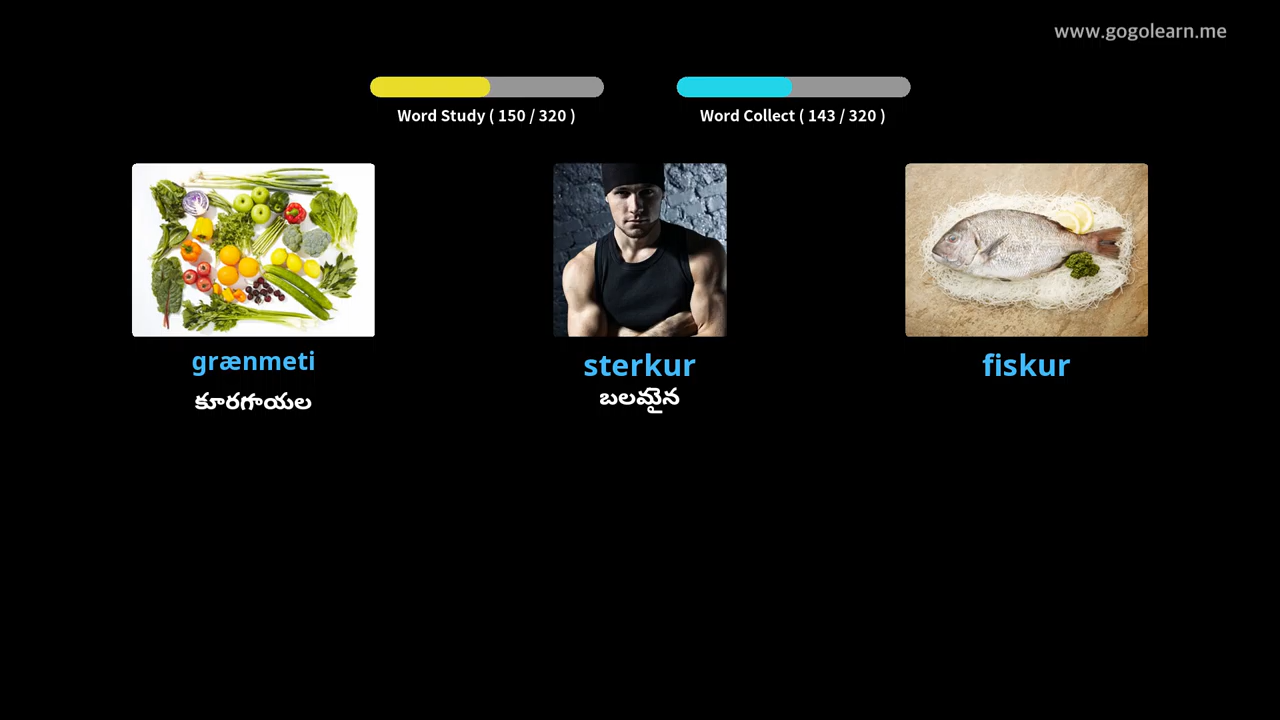 www.gogolearn.me
Word Study ( 150 / 320 )
Word Collect ( 143 / 320 )
grænmeti
sterkur
fiskur
కూరగాయల
బలమైన